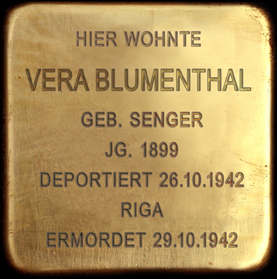 HIER WOHNTE
VERA BLUMENTHAL
GEB. SENGER
JG. 1899
DEPORTIERT 26.10.1942
RIGA
ERMORDET 29.10.1942